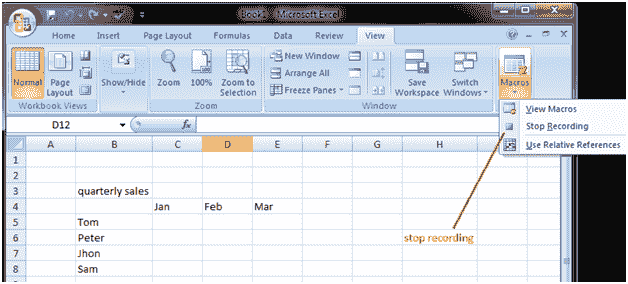 Book1 - Microsoft Excel
Home Insert Page Layout Formulas Data Review View
Normal Page Layout Show/Hide Zoom 100% Zoom to Selection New Window Arrange All Freeze Panes Save Workspace Switch Windows Macros
Workbook Views Zoom Window
View Macros
Stop Recording
Use Relative References
D12 fx
A B C D E F G H
1
2
3 quarterly sales
4 Jan Feb Mar
5 Tom
6 Peter stop recording
7 Jhon
8 Sam